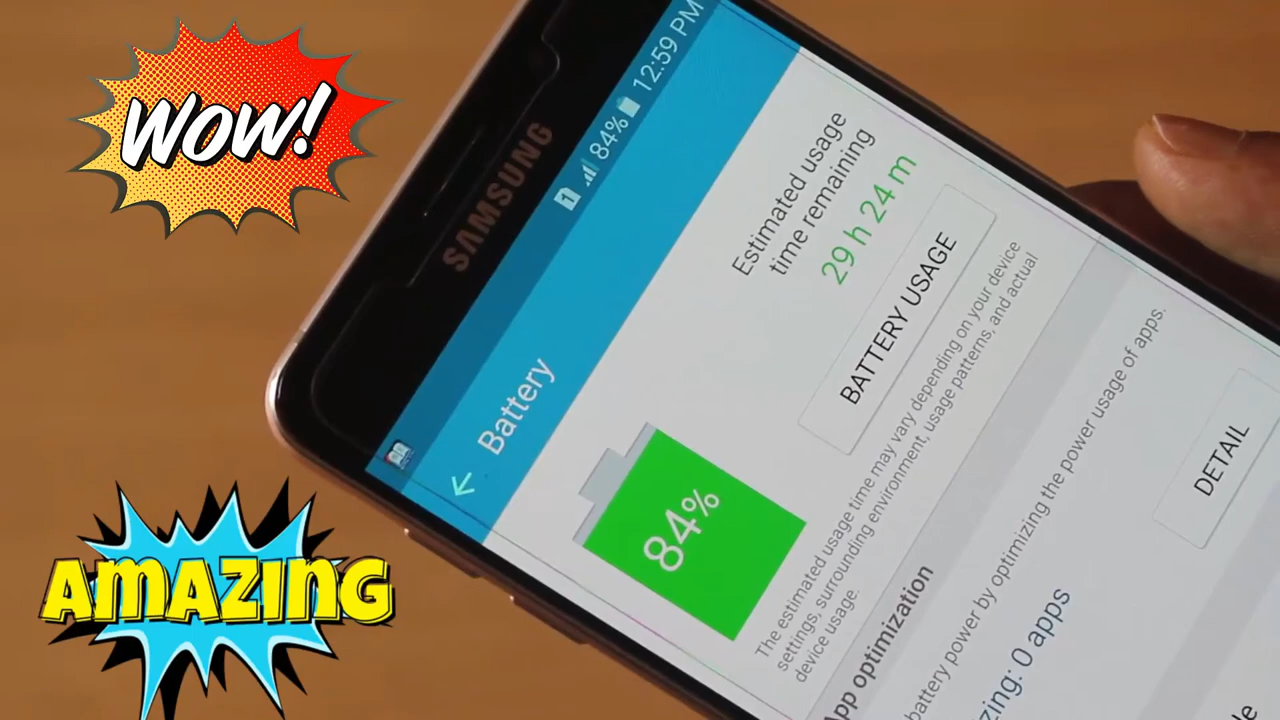 WOW!
AMAZING
SAMSUNG
1 84% 12:59 PM
Battery
84%
Estimated usage
time remaining
29 h 24 m
BATTERY USAGE
The estimated usage time may vary depending on your device
settings, surrounding environment, usage patterns, and actual
device usage.
App optimization
battery power by optimizing the power usage of apps.
zing: 0 apps
DETAIL